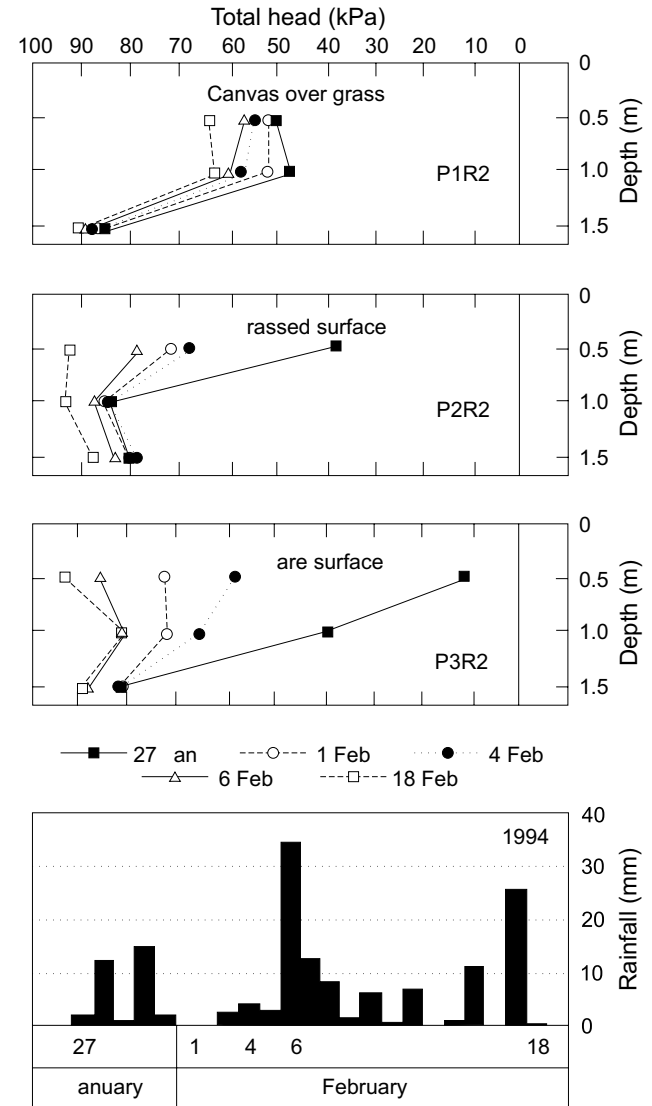 Total head (kPa)
100 90 80 70 60 50 40 30 20 10 0
0
Canvas over grass
0.5
P1R2
1.0
1.5
Depth (m)
0
rassed surface
0.5
P2R2
1.0
1.5
Depth (m)
0
are surface
0.5
1.0
P3R2
1.5
Depth (m)
27 an 1 Feb 4 Feb
6 Feb 18 Feb
40
1994
30
20
10
0
Rainfall (mm)
27 1 4 6 18
anuary February